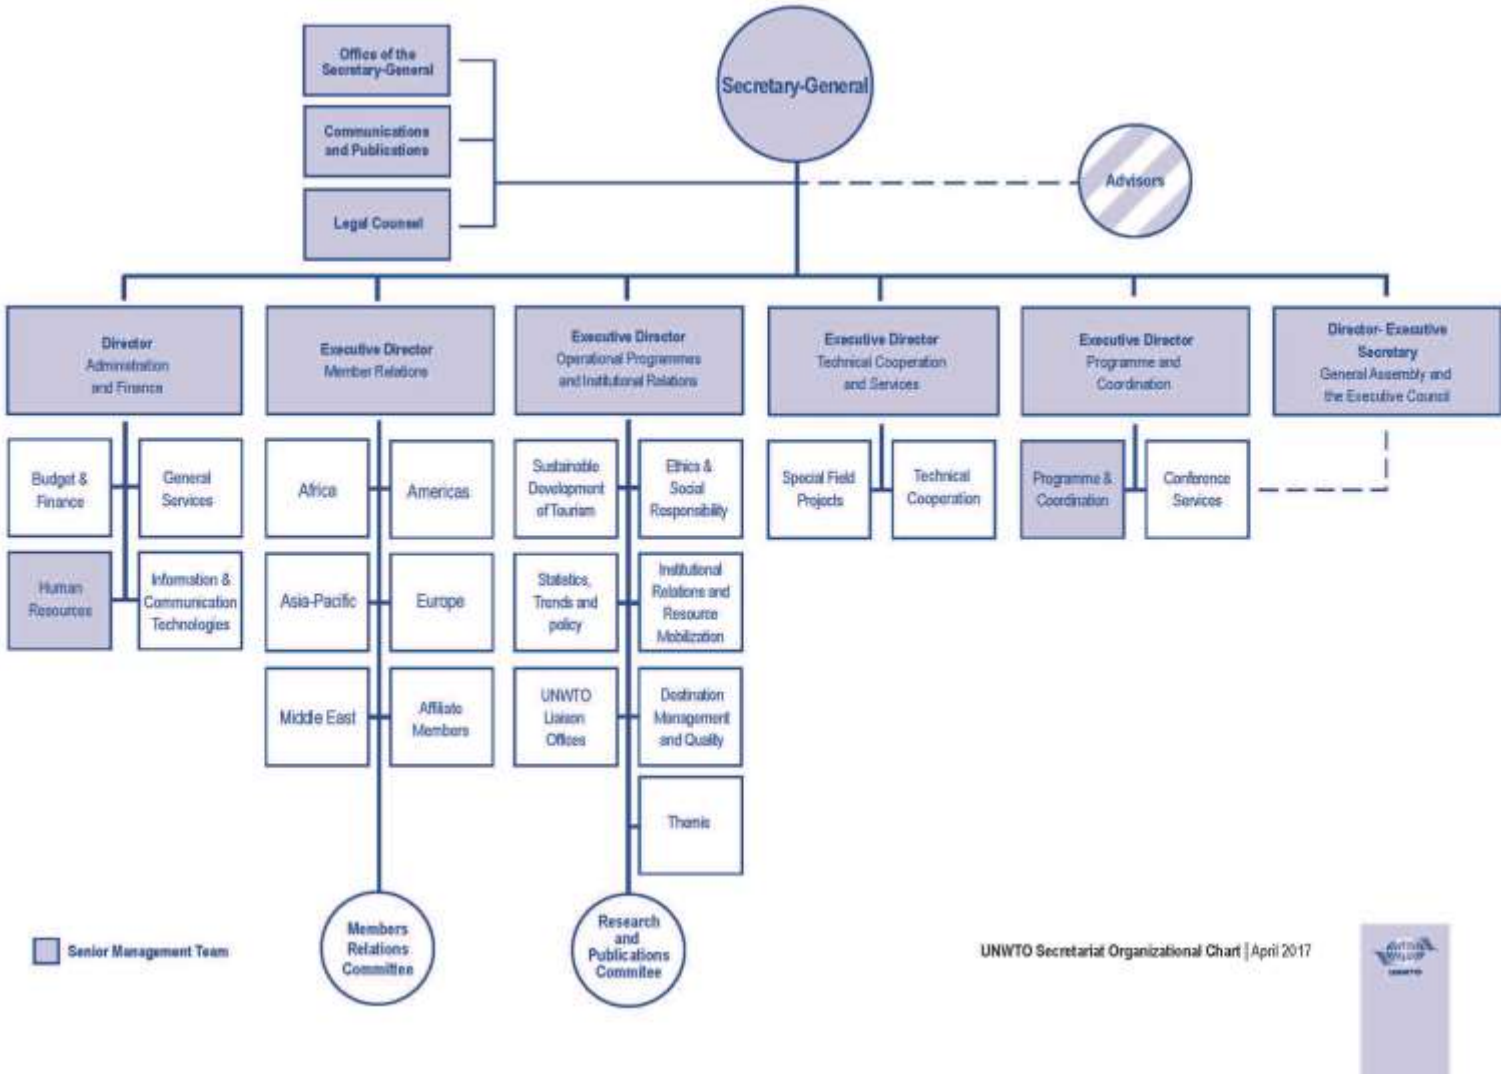 Office of the
Secretary-General
Secretary-General
Communications
and Publications
Advisors
Legal Counsel
Director
Administration
and Finance
Executive Director
Member Relations
Executive Director
Operational Programmes
and Institutional Relations
Executive Director
Technical Cooperation
and Services
Executive Director
Programme and
Coordination
Director- Executive
Secretary
General Assembly and
the Executive Council
Budget &
Finance
General
Services
Africa
Americas
Sustainable
Development
of Tourism
Ethics &
Social
Responsibility
Special Field
Projects
Technical
Cooperation
Programme &
Coordination
Conference
Services
Human
Resources
Information &
Communication
Technologies
Asia-Pacific
Europe
Statistics,
Trends and
policy
Institutional
Relations and
Resource
Mobilization
Middle East
Affiliate
Members
UNWTO
Liaison
Offices
Destination
Management
and Quality
Themis
Members
Relations
Committee
Research
and
Publications
Commitee
Senior Management Team
UNWTO Secretariat Organizational Chart | April 2017
UNWTO